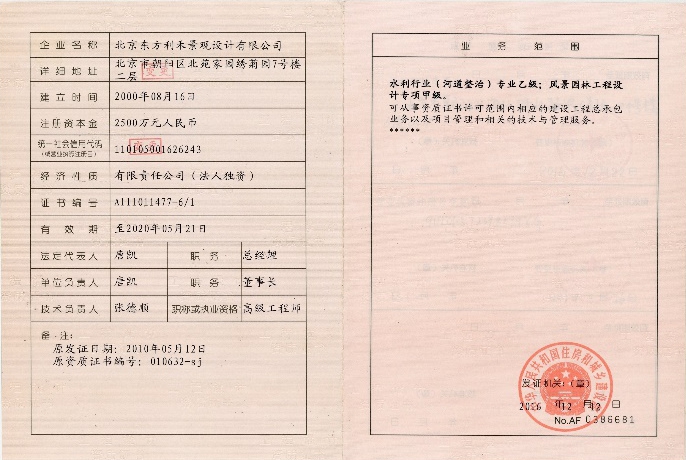 企业名称 北京东方利禾景观设计有限公司
详细地址 北京市朝阳区北苑家园绣菊园7号楼
二层
变更
建立时间 2000年08月16日
注册资本金 2500万元人民币
统一社会信用代码 110105001626243
(或营业执照注册号)
经济性质 有限责任公司（法人独资）
证书编号 A111011477-6/1
有效期 至2020年05月21日
法定代表人 唐凯 职务 总经理
单位负责人 唐凯 职务 董事长
技术负责人 张德顺 职称或执业资格 高级工程师
备注：
原发证日期：2010年05月12日
原资质证书编号：010632-sj
业务范围
水利行业（河道整治）专业乙级；风景园林工程设
计专项甲级。
可从事资质证书许可范围内相应的建设工程总承包
业务以及项目管理和相关的技术与管理服务。
******
中华人民共和国住房和城乡建设部
发证机关：（章）
2016年12月12日
No.AF 0386681